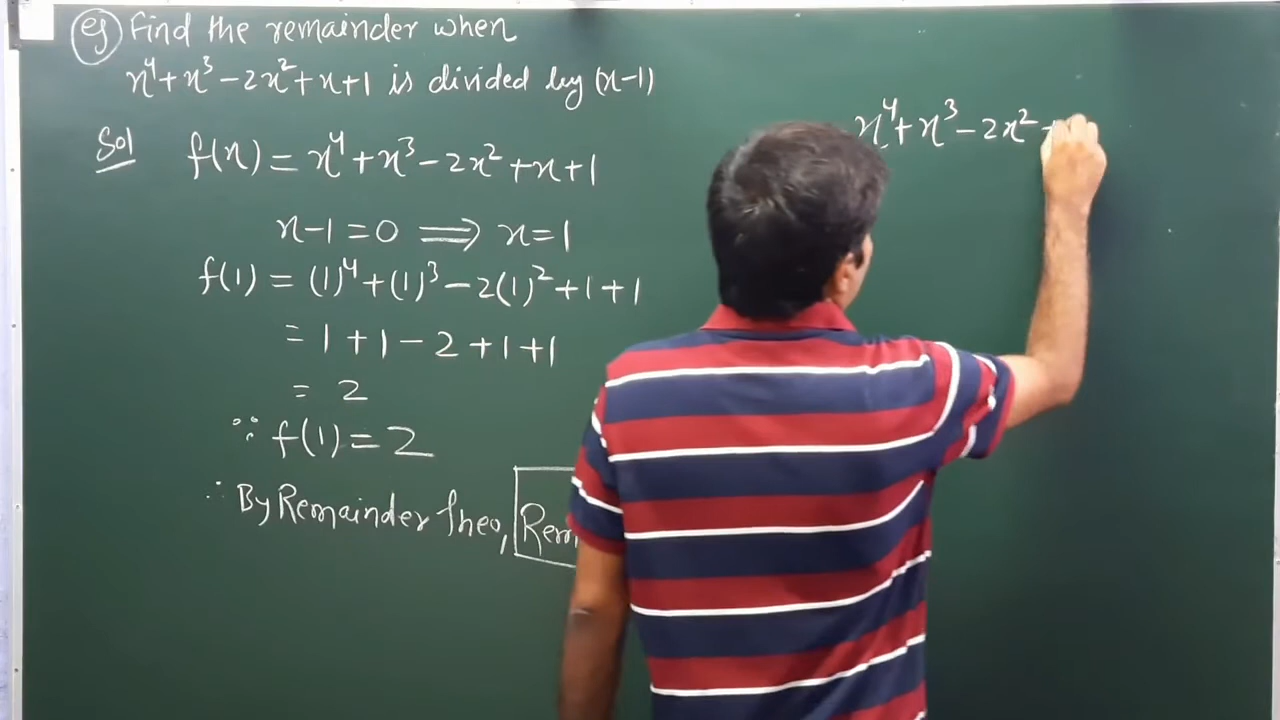 eg Find the remainder when
x⁴+x³-2x²+x+1 is divided by (x-1)
Sol f(x) = x⁴+x³-2x²+x+1
x-1=0 ⟹ x=1
f(1) = (1)⁴+(1)³-2(1)²+1+1
= 1+1-2+1+1
= 2
∵ f(1)=2
∴ By Remainder Theo,
x⁴+x³-2x²